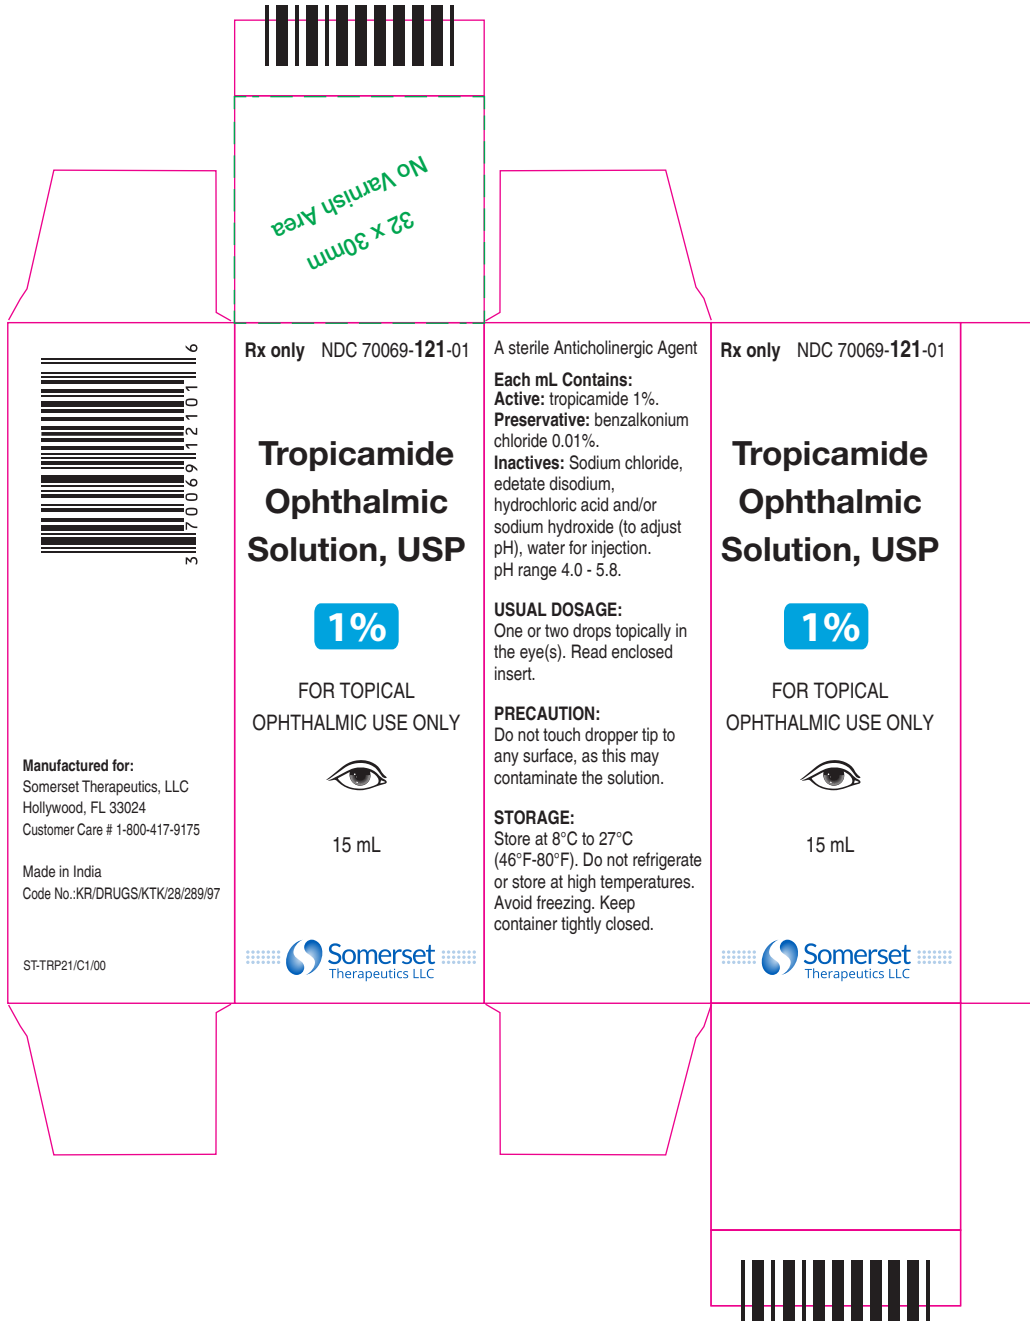 No Varnish Area
32 x 30mm
3 70069 12101 6
Manufactured for:
Somerset Therapeutics, LLC
Hollywood, FL 33024
Customer Care # 1-800-417-9175
Made in India
Code No.:KR/DRUGS/KTK/28/289/97
ST-TRP21/C1/00
Rx only NDC 70069-121-01
Tropicamide
Ophthalmic
Solution, USP
1%
FOR TOPICAL
OPHTHALMIC USE ONLY
15 mL
Somerset
Therapeutics LLC
A sterile Anticholinergic Agent
Each mL Contains:
Active: tropicamide 1%.
Preservative: benzalkonium
chloride 0.01%.
Inactives: Sodium chloride,
edetate disodium,
hydrochloric acid and/or
sodium hydroxide (to adjust
pH), water for injection.
pH range 4.0 - 5.8.
USUAL DOSAGE:
One or two drops topically in
the eye(s). Read enclosed
insert.
PRECAUTION:
Do not touch dropper tip to
any surface, as this may
contaminate the solution.
STORAGE:
Store at 8°C to 27°C
(46°F-80°F). Do not refrigerate
or store at high temperatures.
Avoid freezing. Keep
container tightly closed.
Rx only NDC 70069-121-01
Tropicamide
Ophthalmic
Solution, USP
1%
FOR TOPICAL
OPHTHALMIC USE ONLY
15 mL
Somerset
Therapeutics LLC